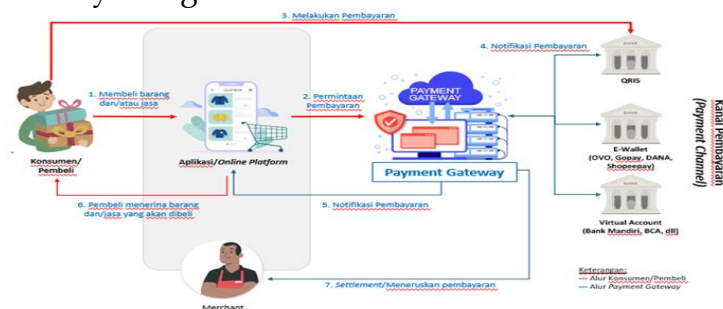 3. Melakukan Pembayaran
4. Notifikasi Pembayaran
QRIS
1. Membeli barang
dan/atau jasa
2. Permintaan
Pembayaran
PAYMENT
GATEWAY
Konsumen/
Pembeli
Aplikasi/Online Platform
Payment Gateway
E-Wallet
(OVO, Gopay, DANA,
Shopeepay)
Kanal Pembayaran
(Payment Channel)
6. Pembeli menerina barang
dan/jasa yang akan dibeli
5. Notifikasi Pembayaran
Virtual Account
(Bank Mandiri, BCA, dll)
Merchant
7. Settlement/Meneruskan pembayaran
Keterangan:
Alur Konsumen/Pembeli
Alur Payment Gateway